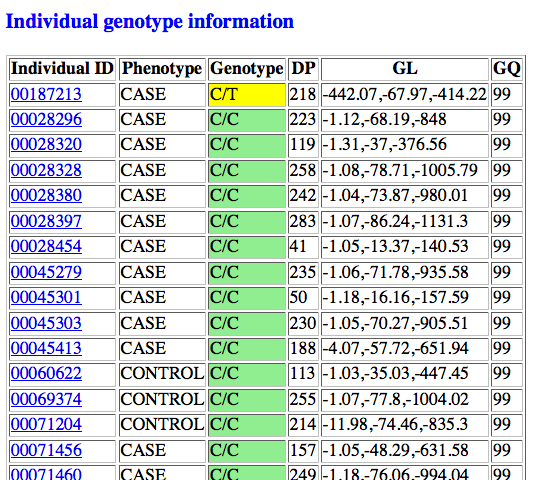 Individual genotype information
Individual ID Phenotype Genotype DP GL GQ
00187213 CASE C/T 218 -442.07,-67.97,-414.22 99
00028296 CASE C/C 223 -1.12,-68.19,-848 99
00028320 CASE C/C 119 -1.31,-37,-376.56 99
00028328 CASE C/C 258 -1.08,-78.71,-1005.79 99
00028380 CASE C/C 242 -1.04,-73.87,-980.01 99
00028397 CASE C/C 283 -1.07,-86.24,-1131.3 99
00028454 CASE C/C 41 -1.05,-13.37,-140.53 99
00045279 CASE C/C 235 -1.06,-71.78,-935.58 99
00045301 CASE C/C 50 -1.18,-16.16,-157.59 99
00045303 CASE C/C 230 -1.05,-70.27,-905.51 99
00045413 CASE C/C 188 -4.07,-57.72,-651.94 99
00060622 CONTROL C/C 113 -1.03,-35.03,-447.45 99
00069374 CONTROL C/C 255 -1.07,-77.8,-1004.02 99
00071204 CONTROL C/C 214 -11.98,-74.46,-835.3 99
00071456 CASE C/C 157 -1.05,-48.29,-631.58 99
00071460 CASE C/C 249 -1.18,-76.06,-994.04 99